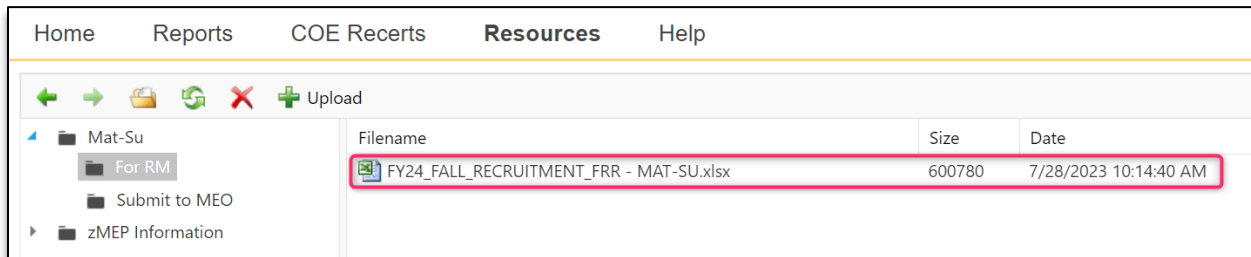 Home Reports COE Recerts Resources Help
Upload
Mat-Su
For RM
Submit to MEO
zMEP Information
Filename Size Date
FY24_FALL_RECRUITMENT_FRR - MAT-SU.xlsx 600780 7/28/2023 10:14:40 AM